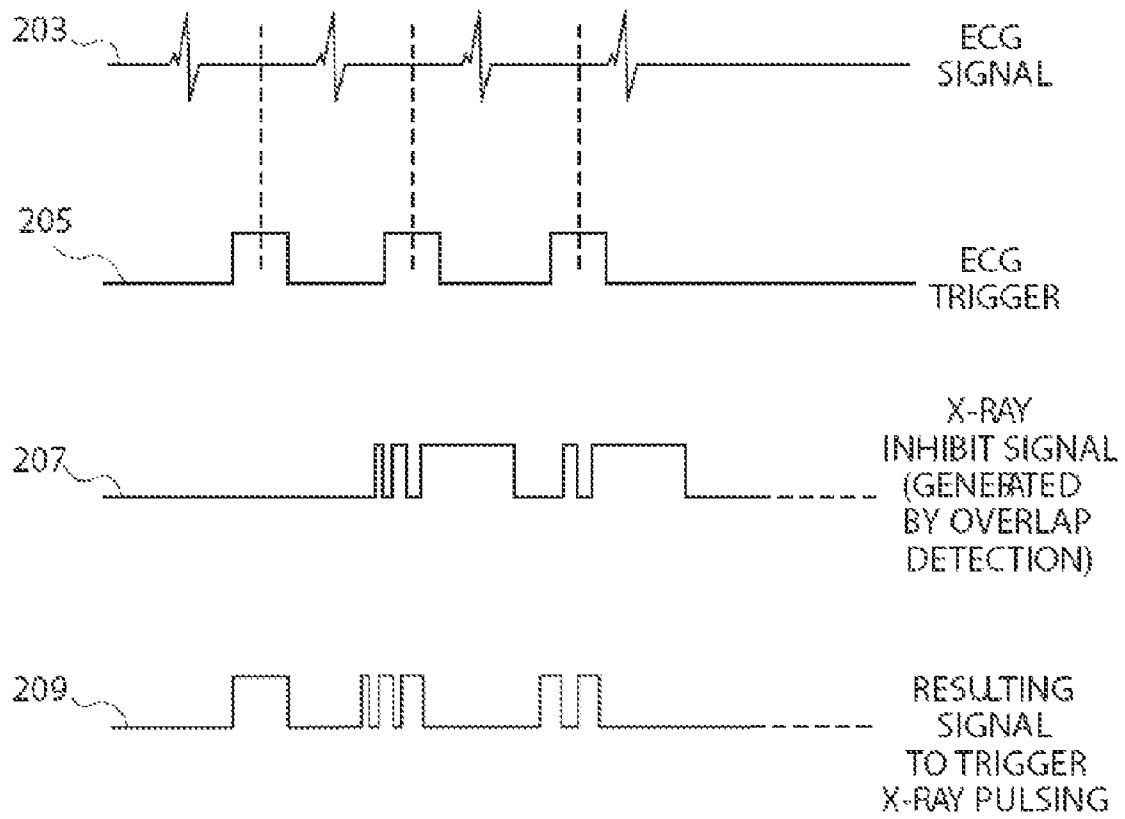 203
ECG
SIGNAL
205
ECG
TRIGGER
207
X-RAY
INHIBIT SIGNAL
(GENERATED
BY OVERLAP
DETECTION)
209
RESULTING
SIGNAL
TO TRIGGER
X-RAY PULSING